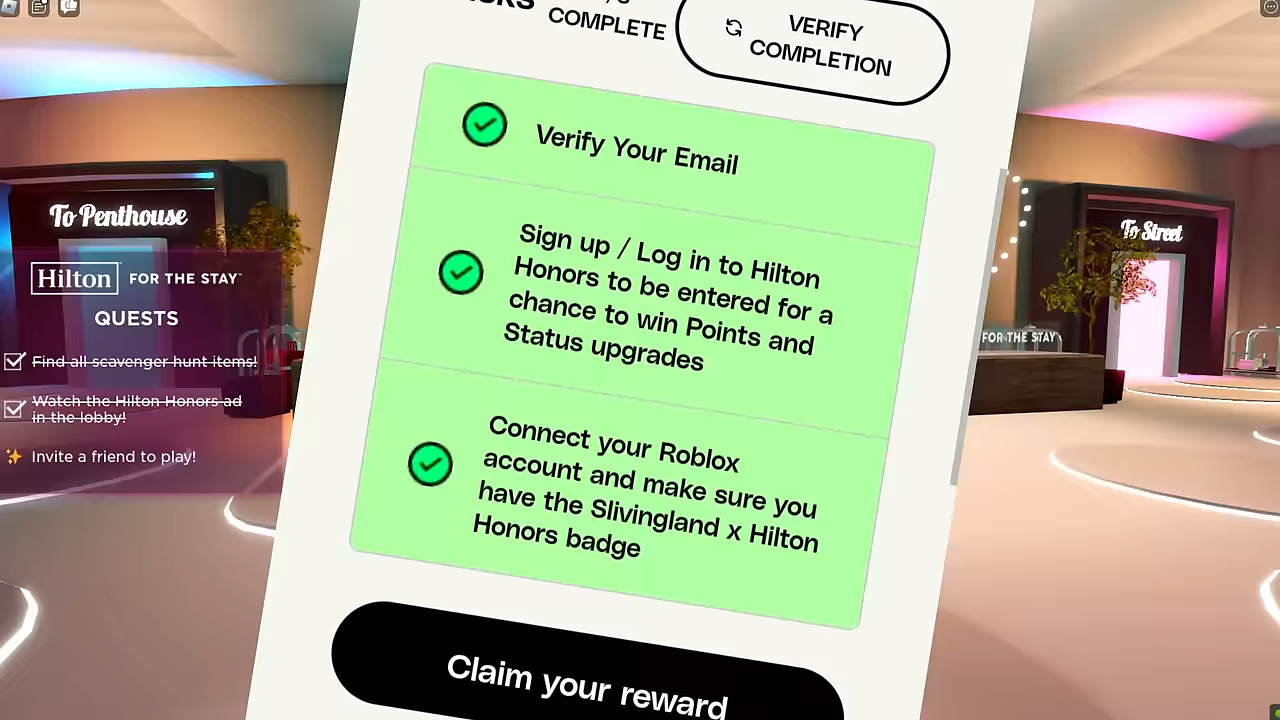 COMPLETE
VERIFY
COMPLETION
Verify Your Email
Sign up / Log in to Hilton
Honors to be entered for a
chance to win Points and
Status upgrades
Connect your Roblox
account and make sure you
have the Slivingland x Hilton
Honors badge
Claim your reward
To Penthouse
Hilton FOR THE STAY
QUESTS
Find all scavenger hunt items!
Watch the Hilton Honors ad
in the lobby!
Invite a friend to play!
To Street
FOR THE STAY